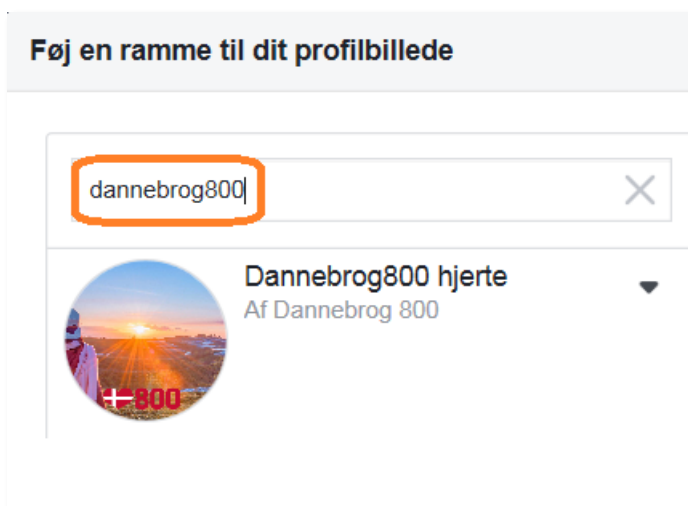 Føj en ramme til dit profilbillede
dannebrog800
Dannebrog800 hjerte
Af Dannebrog 800
800